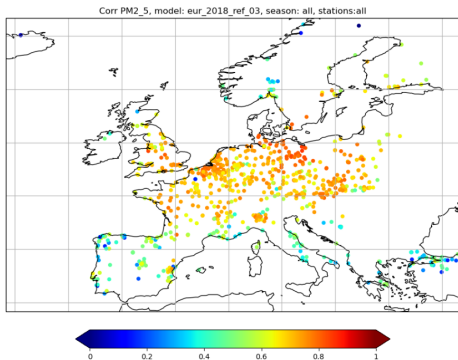 Corr PM2_5, model: eur_2018_ref_03, season: all, stations:all
0 0.2 0.4 0.6 0.8 1